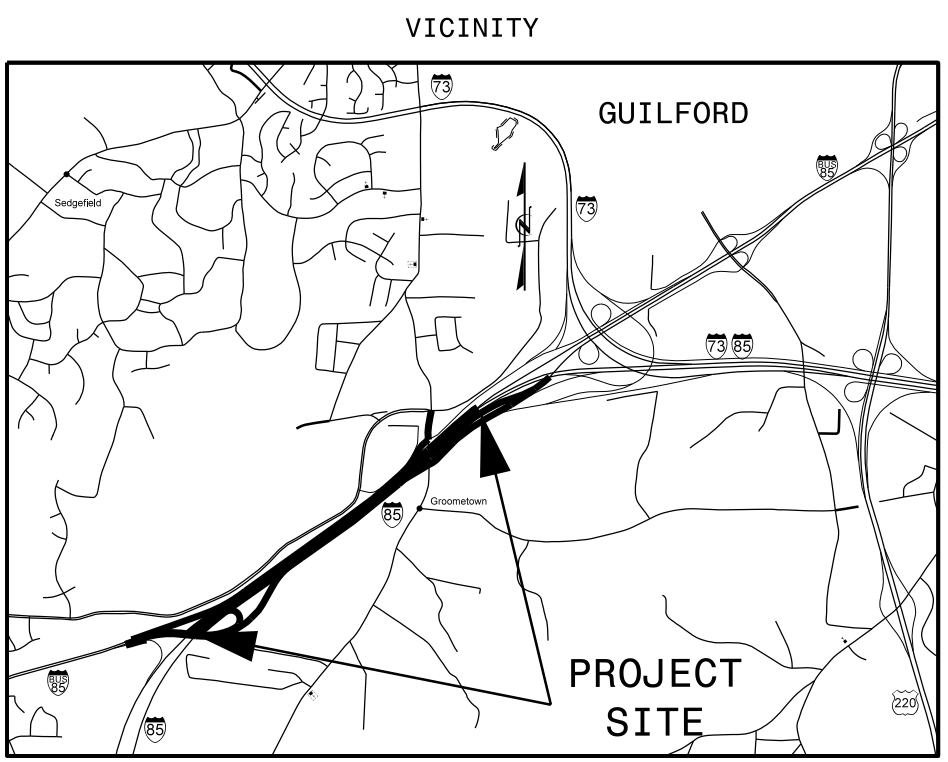 VICINITY
73
GUILFORD
BUS
85
Sedgefield
73
N
73
85
Groometown
85
PROJECT
SITE
BUS
85
85
220